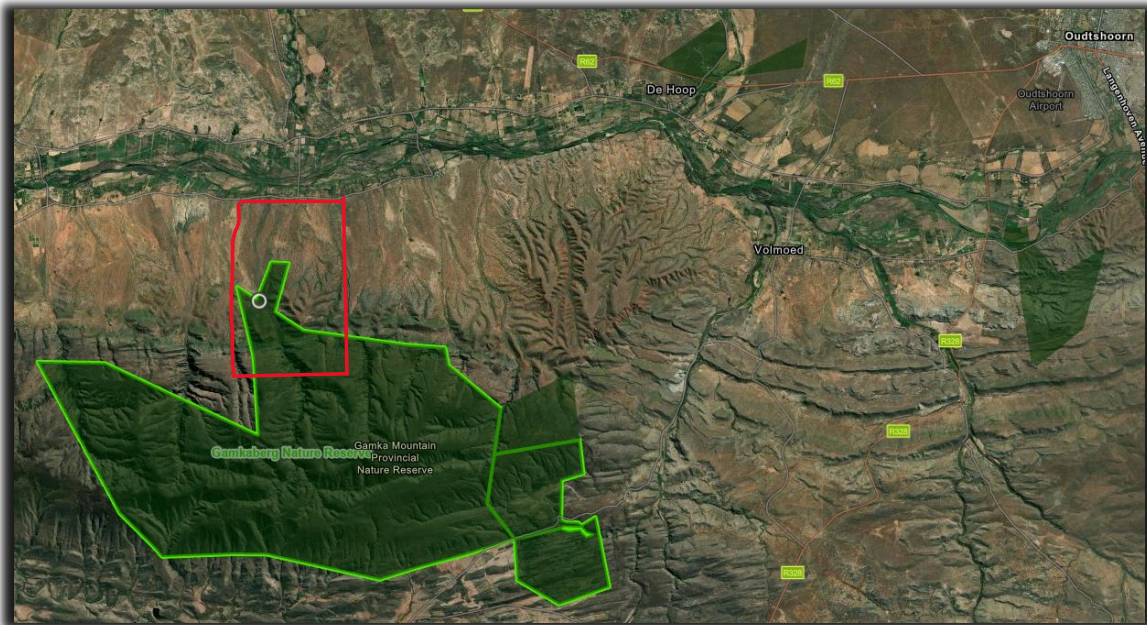 Oudtshoorn
R62
De Hoop
R62
Oudtshoorn
Airport
Langenhoven Avenue
Volmoed
R328
R328
Gamkaberg Nature Reserve
Gamka Mountain
Provincial
Nature Reserve
R328